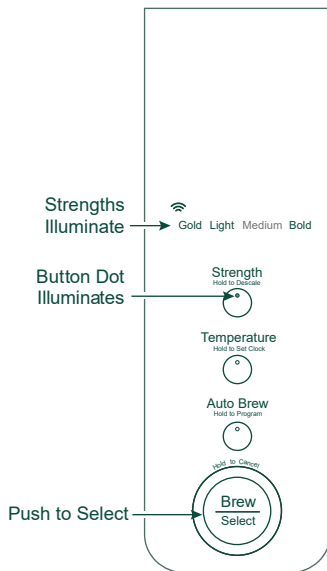 Strengths
Illuminate
Gold Light Medium Bold
Button Dot
Illuminates
Strength
Hold to Descale
Temperature
Hold to Set Clock
Auto Brew
Hold to Program
Hold to Cancel
Push to Select
Brew
Select